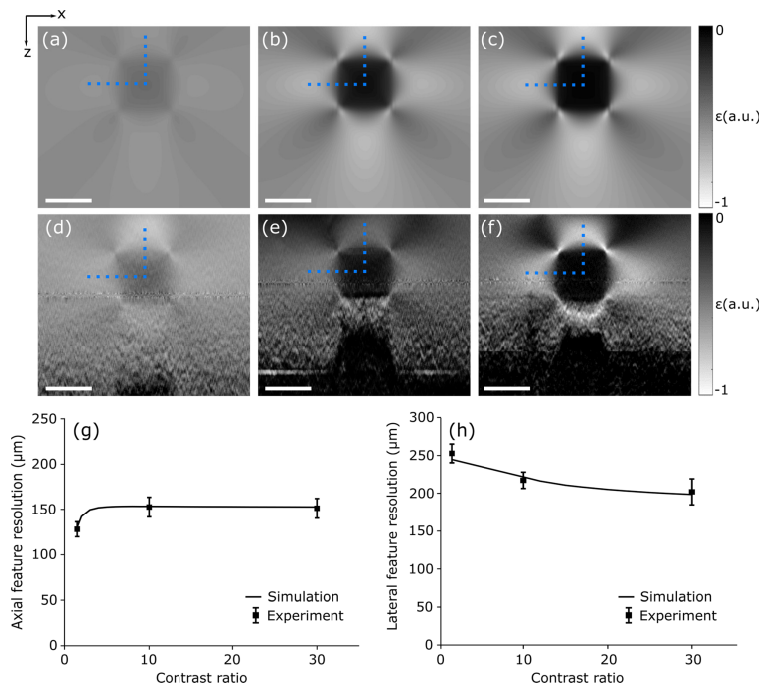 x
z
(a)
(b)
(c)
0
ε(a.u.)
-1
(d)
(e)
(f)
0
ε(a.u.)
-1
(g)
Axial feature resolution (μm)
250
200
150
100
50
0
0
10
20
30
Simulation
Experiment
Cortrast ratio
(h)
Lateral feature resolution (μm)
300
250
200
150
100
50
0
0
10
20
30
Simulation
Experiment
Contrast ratio